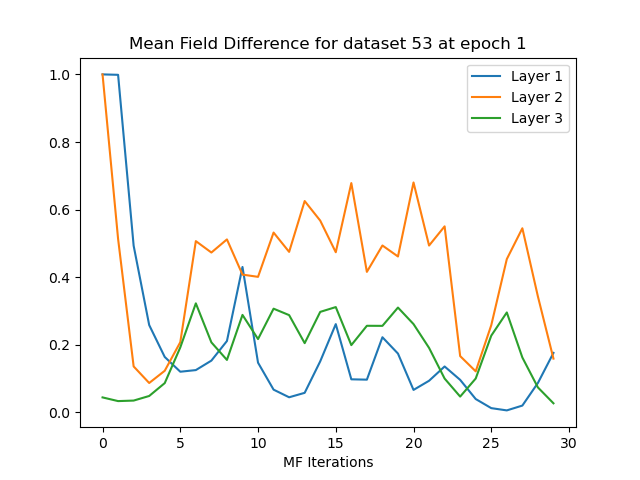 Mean Field Difference for dataset 53 at epoch 1
Layer 1
Layer 2
Layer 3
1.0
0.8
0.6
0.4
0.2
0.0
0 5 10 15 20 25 30
MF Iterations